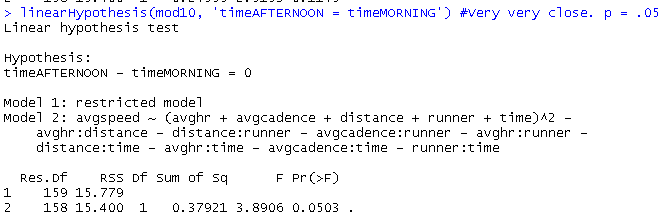 > linearHypothesis(mod10, 'timeAFTERNOON = timeMORNING') #Very very close. p = .05
Linear hypothesis test
Hypothesis:
timeAFTERNOON - timeMORNING = 0
Model 1: restricted model
Model 2: avgspeed ~ (avghr + avgcadence + distance + runner + time)^2 -
    avghr:distance - distance:runner - avgcadence:runner - avghr:runner -
    distance:time - avghr:time - avgcadence:time - runner:time
  Res.Df    RSS Df Sum of Sq      F Pr(>F)
1    159 15.779
2    158 15.400  1   0.37921 3.8906 0.0503 .